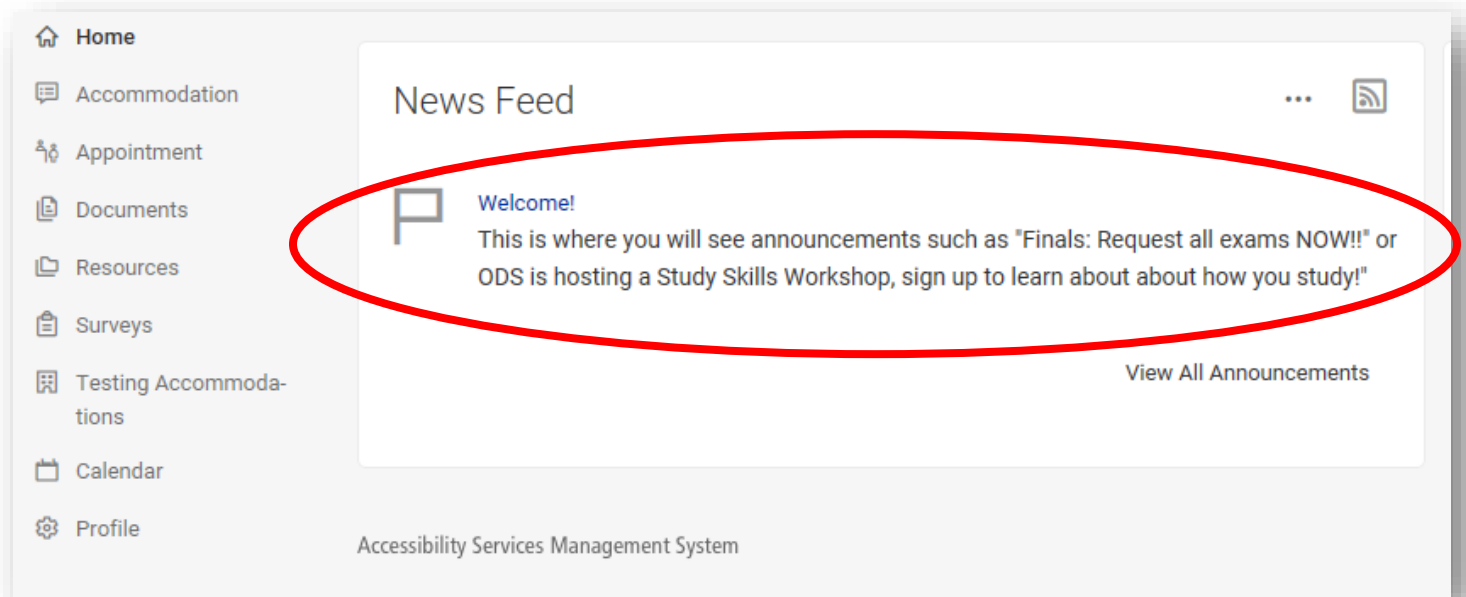 Home
Accommodation
Appointment
Documents
Resources
Surveys
Testing Accommoda-
tions
Calendar
Profile
News Feed
Welcome!
This is where you will see announcements such as "Finals: Request all exams NOW!!" or
ODS is hosting a Study Skills Workshop, sign up to learn about about how you study!"
View All Announcements
Accessibility Services Management System